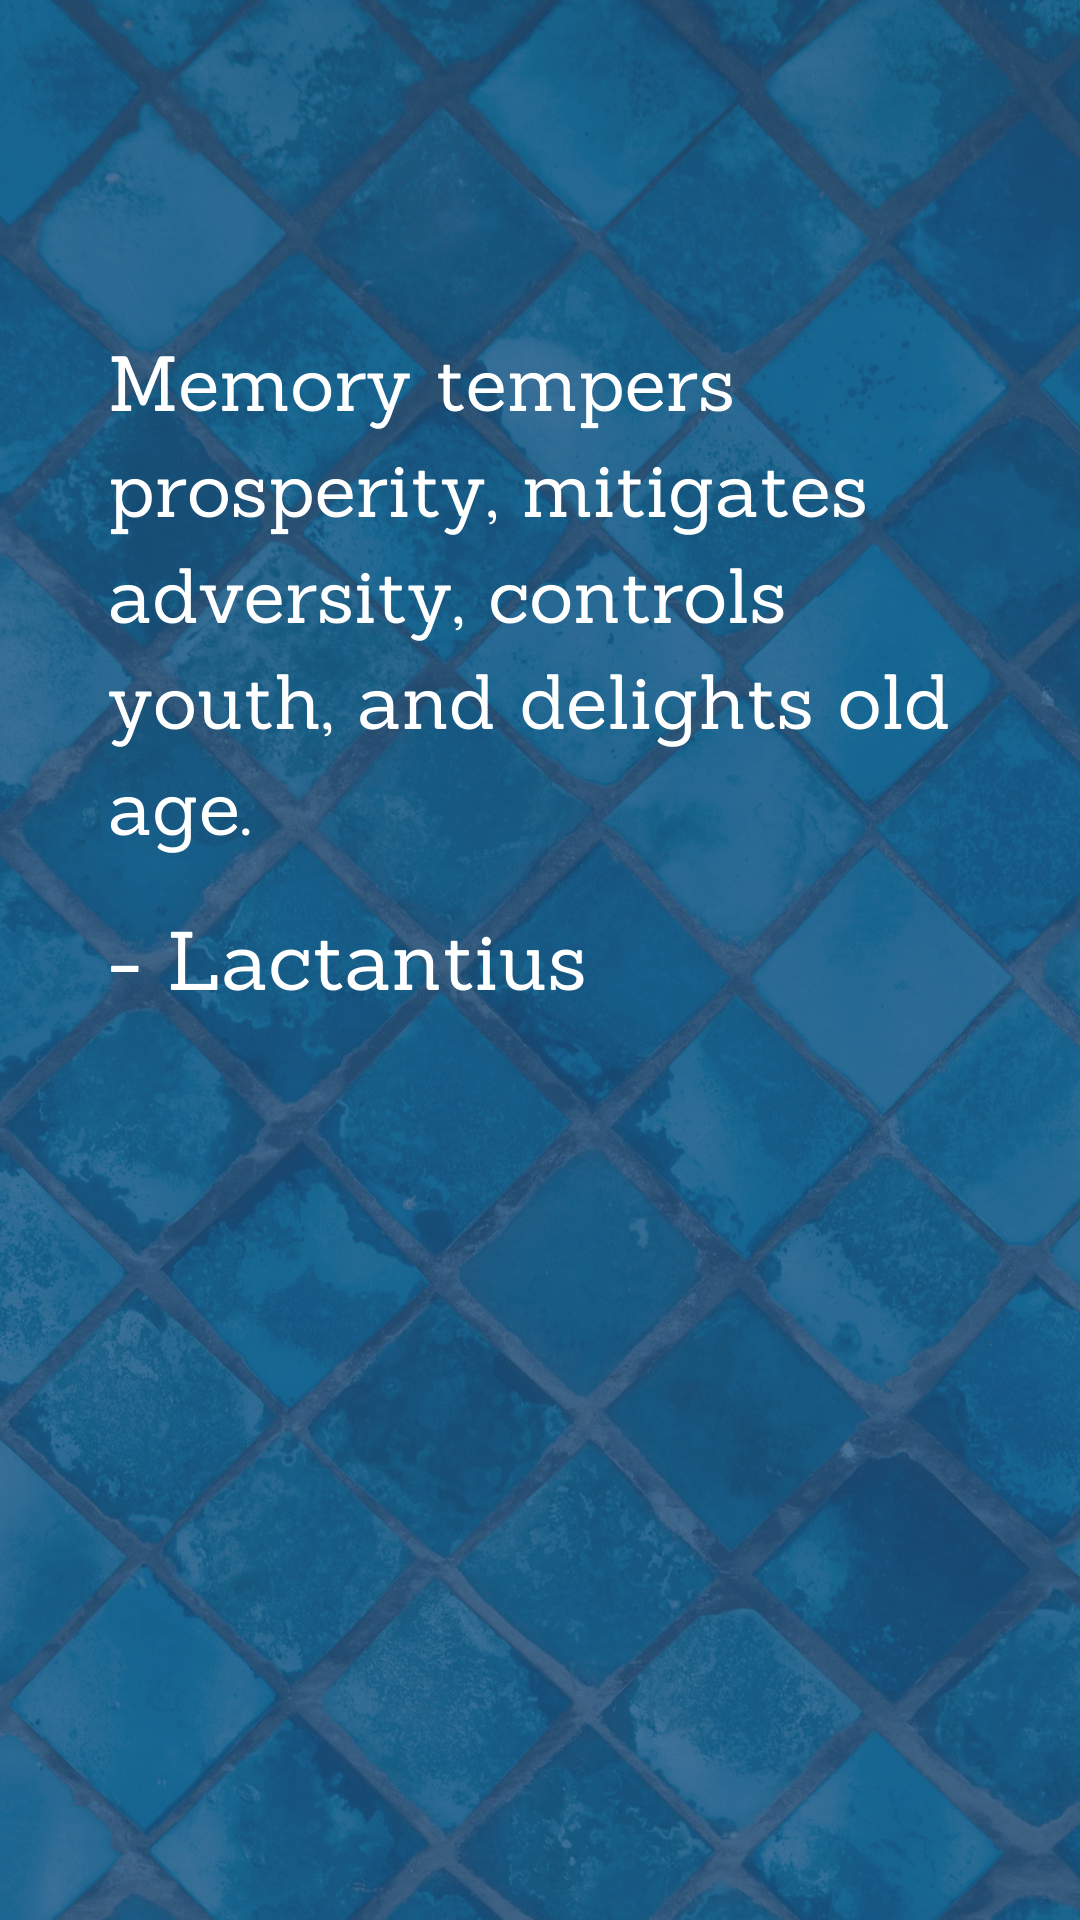 Memory tempers
prosperity, mitigates
adversity, controls
youth, and delights old
age.
- Lactantius